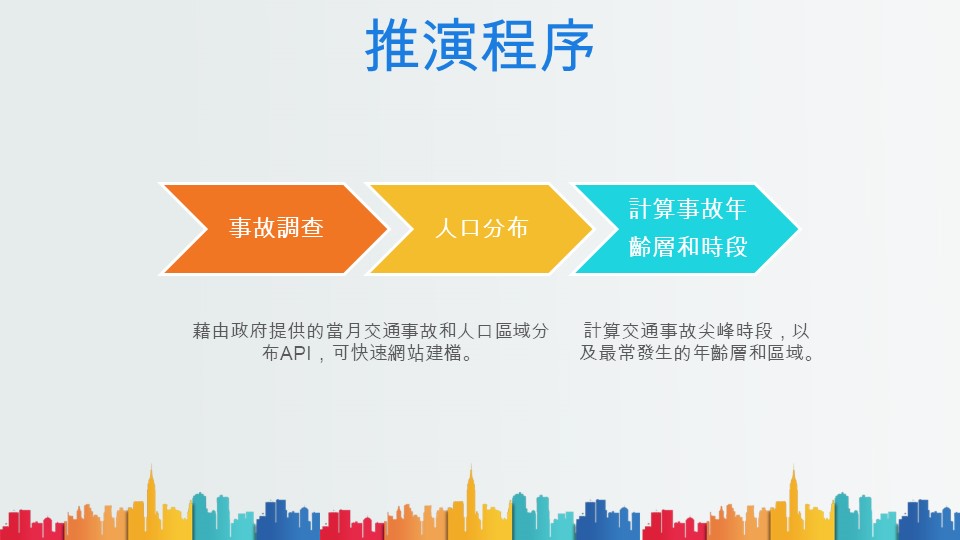 推演程序
事故調查
人口分布
計算事故年
齡層和時段
藉由政府提供的當月交通事故和人口區域分
布API，可快速網站建檔。
計算交通事故尖峰時段，以
及最常發生的年齡層和區域。